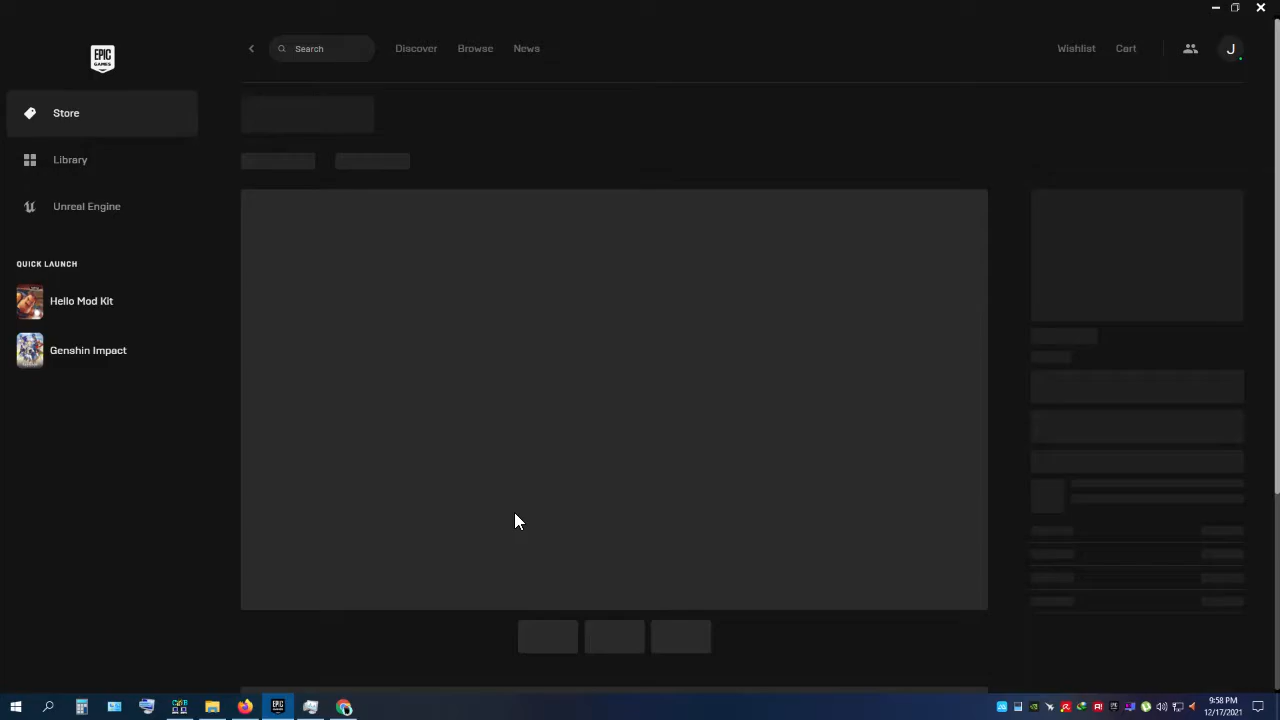 EPIC
GAMES
Search
Discover
Browse
News
Wishlist
Cart
J
Store
Library
Unreal Engine
QUICK LAUNCH
Hello Mod Kit
Genshin Impact
EPIC
9:58 PM
12/17/2021